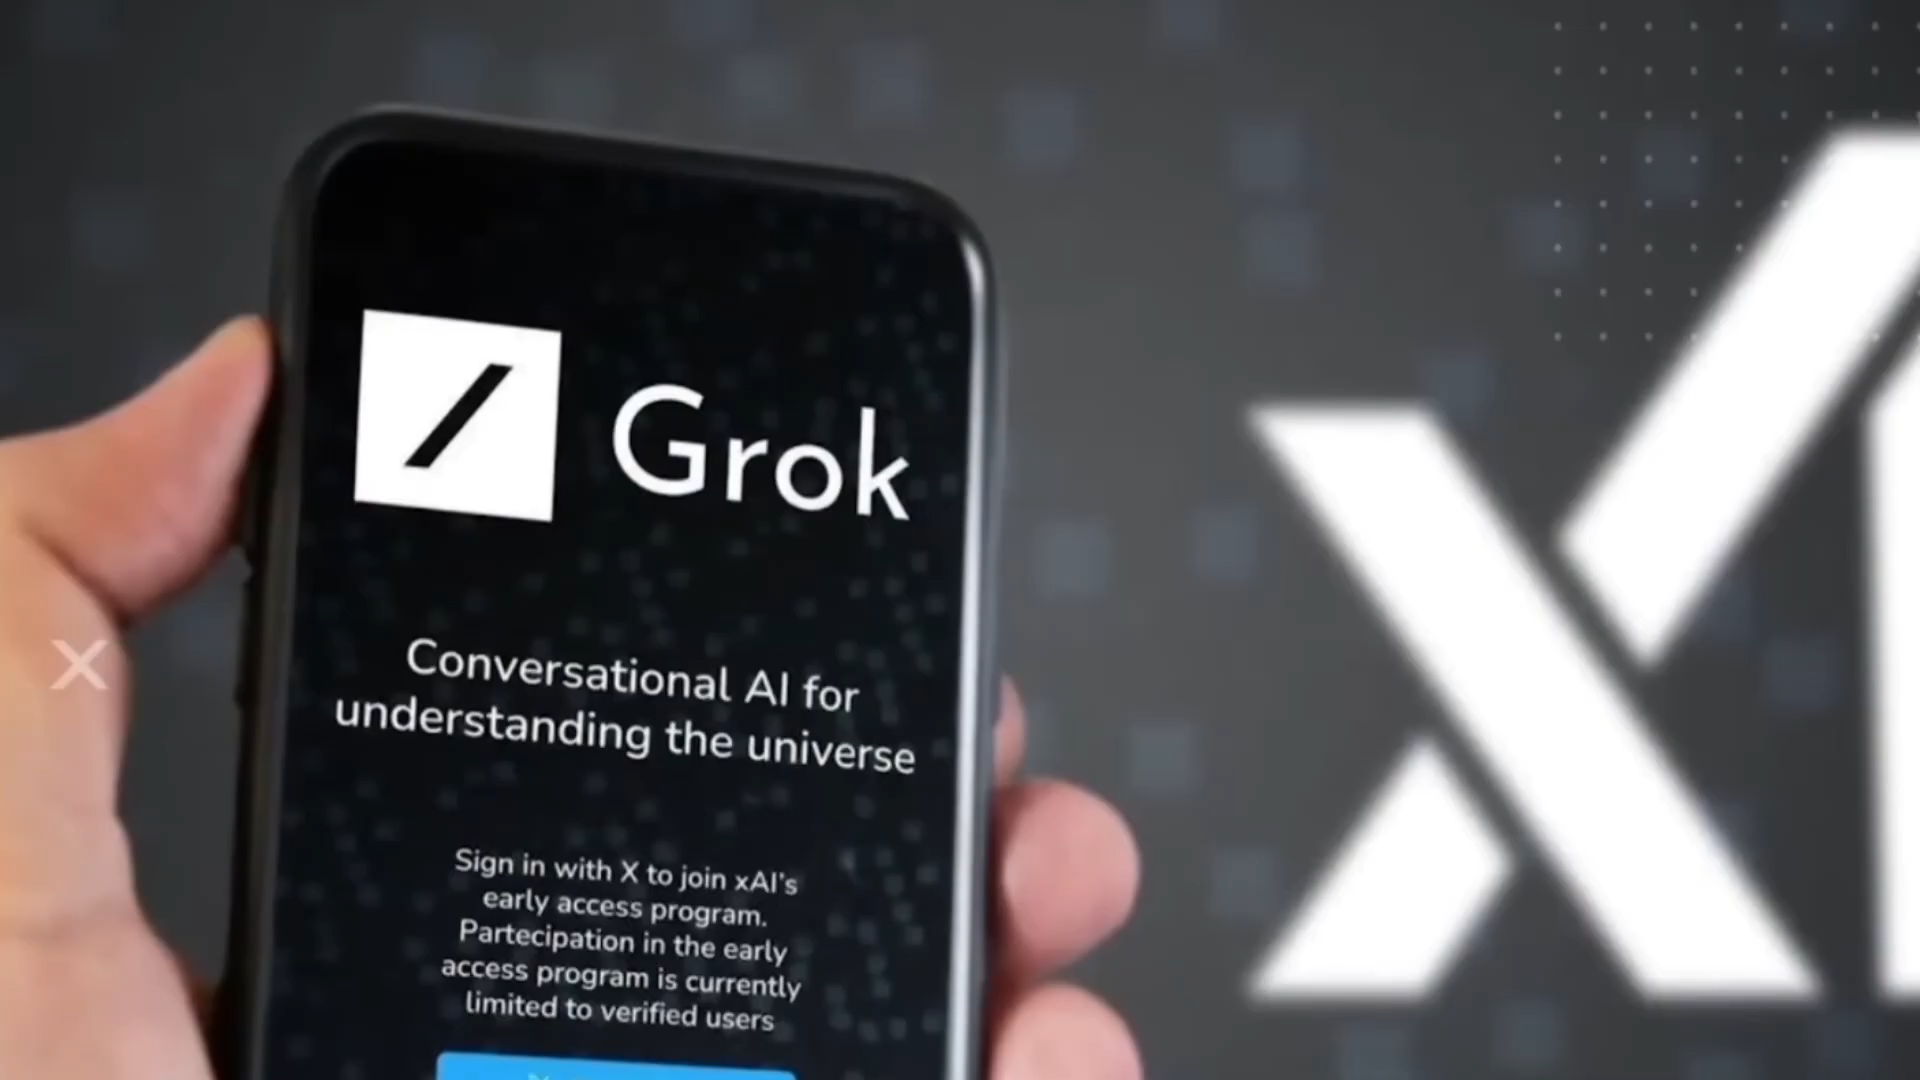 Grok
Conversational AI for
understanding the universe
Sign in with X to join xAI's
early access program.
Partecipation in the early
access program is currently
limited to verified users
X